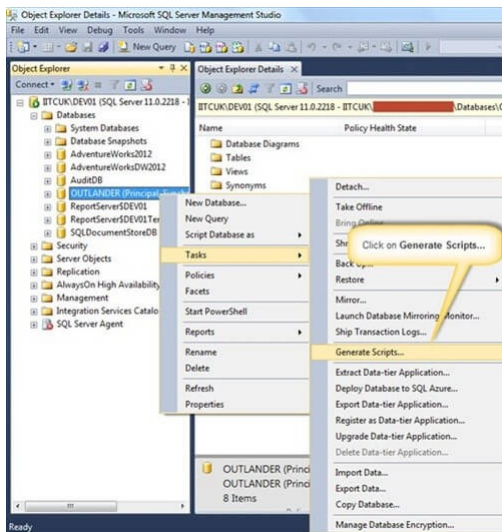 Object Explorer Details - Microsoft SQL Server Management Studio
File Edit View Debug Tools Window Help
New Query
Object Explorer
Connect
IITCUK\DEV01 (SQL Server 11.0.2218 -
Databases
System Databases
Database Snapshots
AdventureWorks2012
AdventureWorksDW2012
AuditDB
OUTLANDER (Principal,
ReportServer$DEV01
ReportServer$DEV01Ter
SQLDocumentStoreDB
Security
Server Objects
Replication
AlwaysOn High Availability
Management
Integration Services Catalo
SQL Server Agent
Object Explorer Details
Search
IITCUK\DEV01 (SQL Server 11.0.2218 - IITCUK\ \Databases\
Name Policy Health State
Database Diagrams
Tables
Views
Synonyms
New Database...
New Query
Script Database as
Tasks
Policies
Facets
Start PowerShell
Reports
Rename
Delete
Refresh
Properties
Detach...
Take Offline
Bring Online
Click on Generate Scripts...
Back Up...
Restore
Mirror...
Launch Database Mirroring Monitor...
Ship Transaction Logs...
Generate Scripts...
Extract Data-tier Application...
Deploy Database to SQL Azure...
Export Data-tier Application...
Register as Data-tier Application...
Upgrade Data-tier Application...
Delete Data-tier Application...
Import Data...
Export Data...
Copy Database...
Manage Database Encryption...
OUTLANDER (Princi
OUTLANDER (Princi
8 Items
Ready